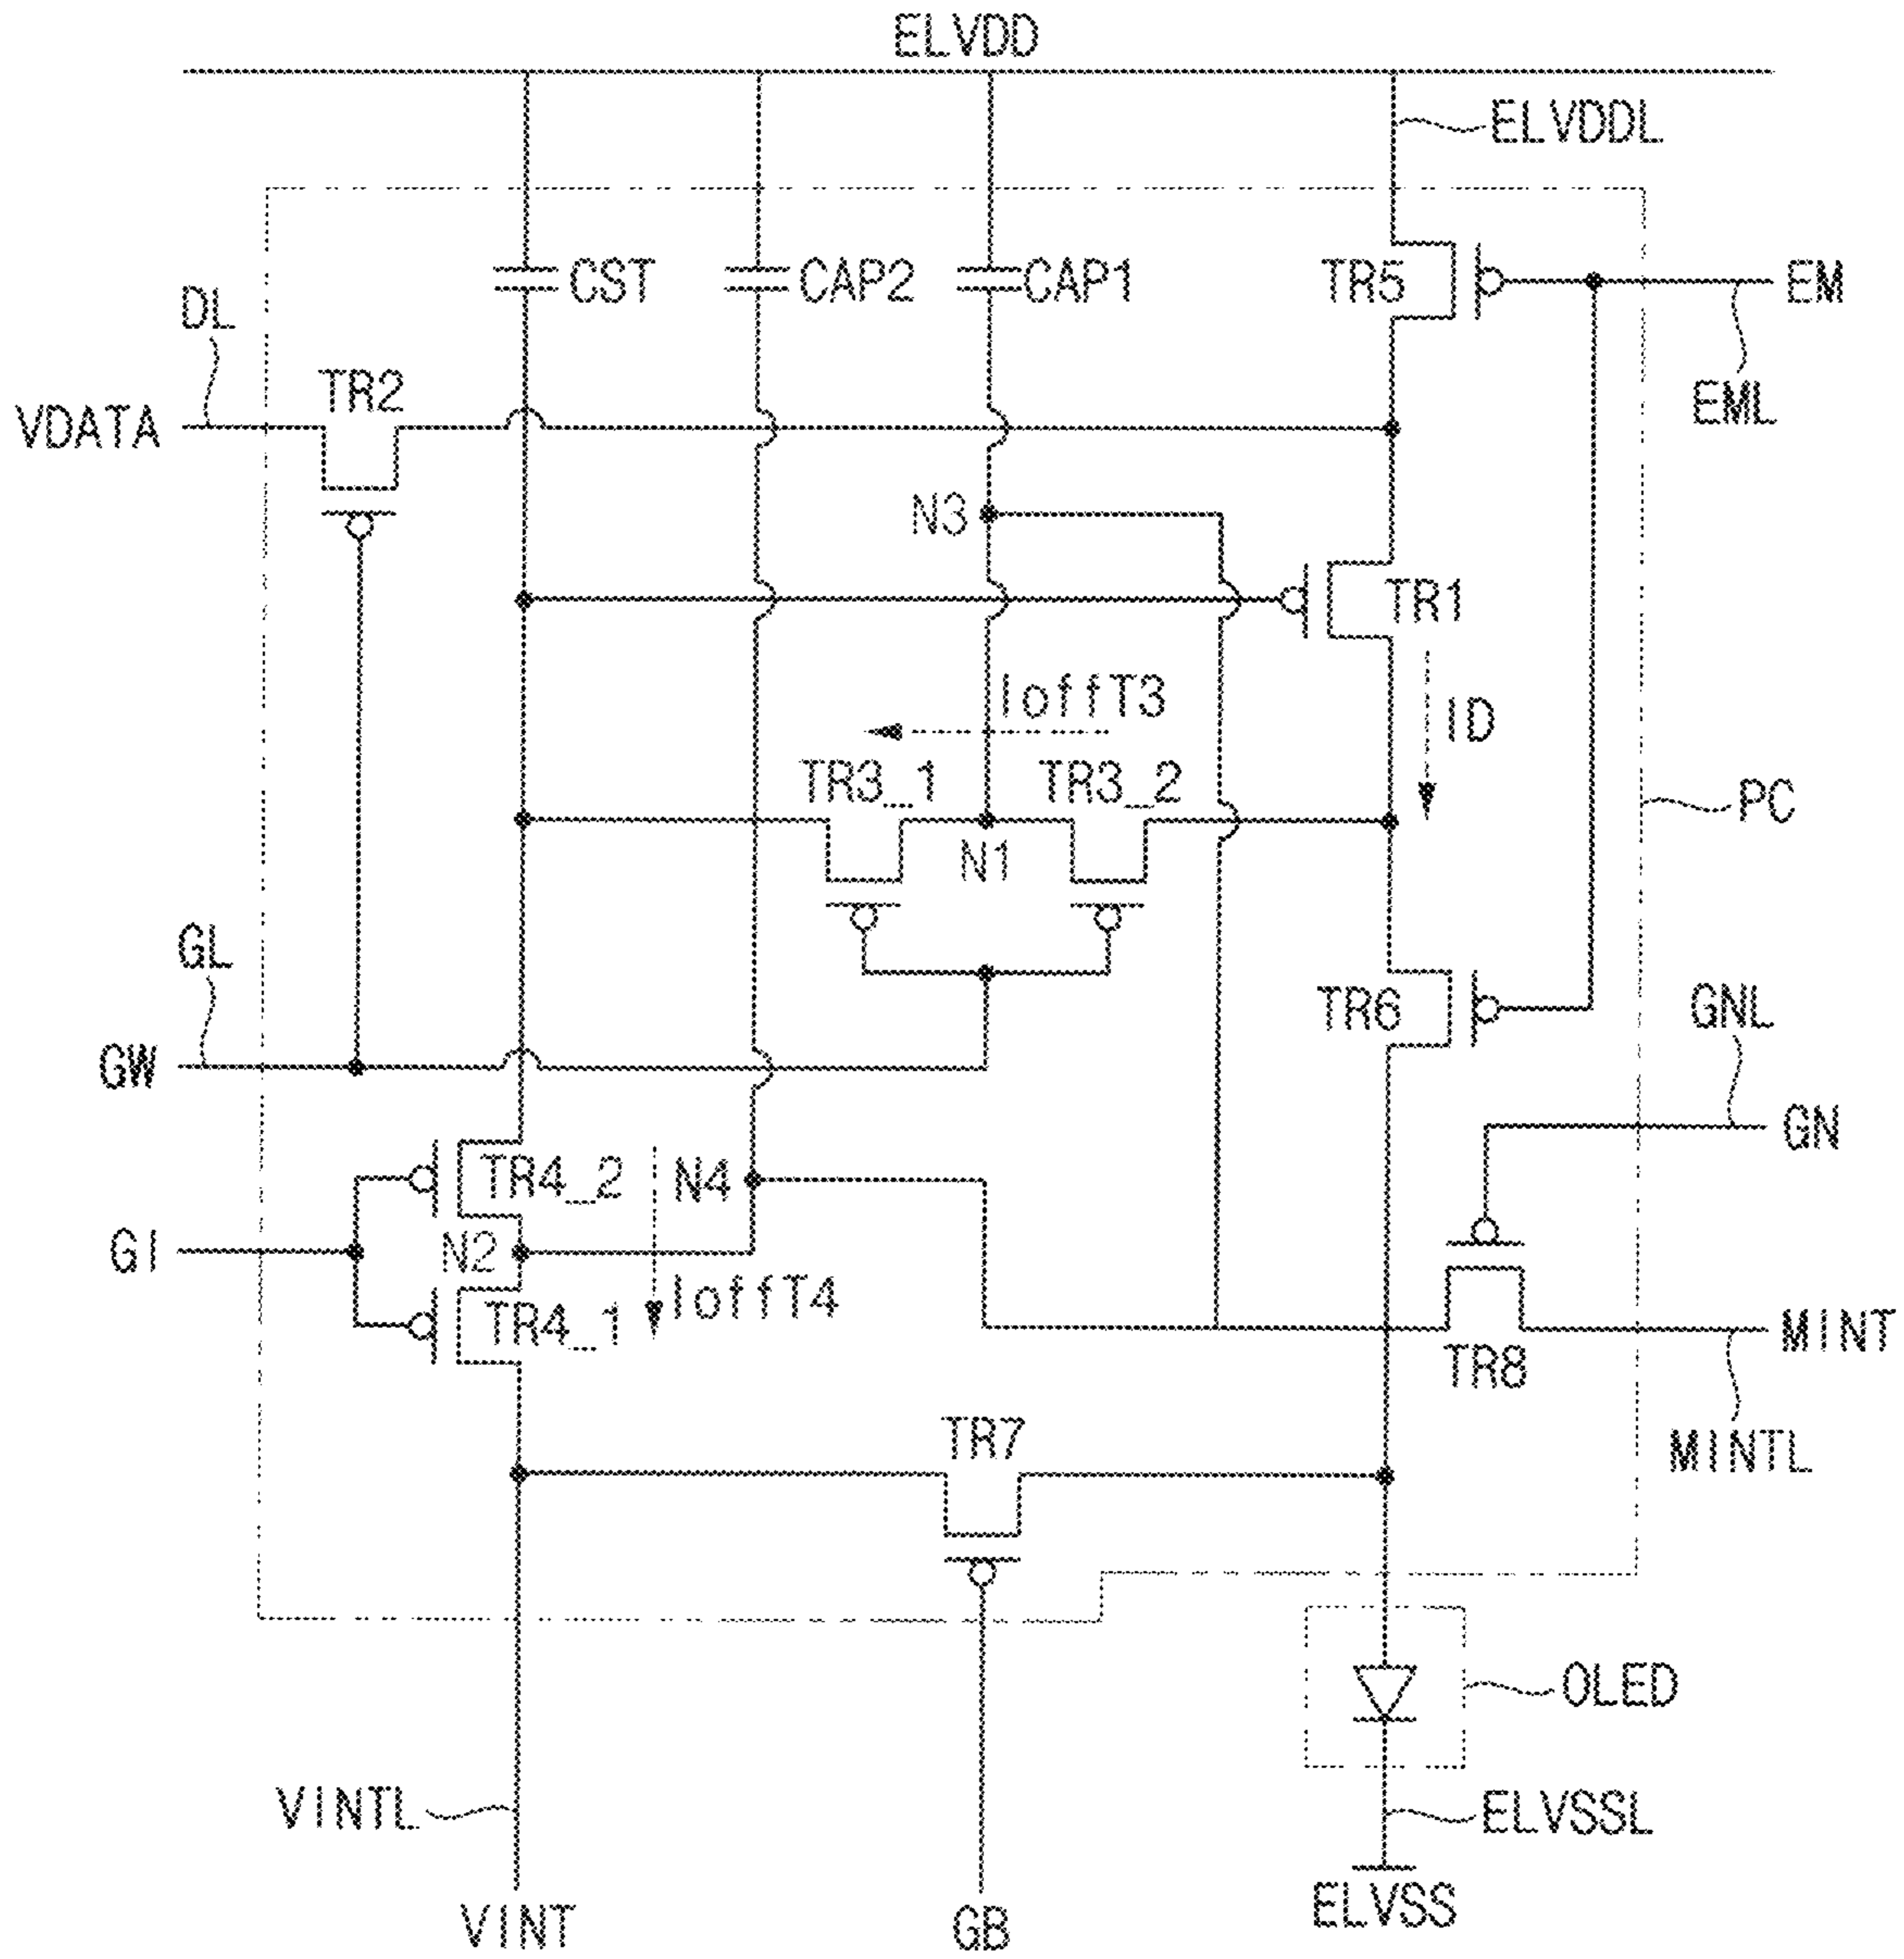 ELVDD
ELVDDL
CST
CAP2
CAP1
TR5
EM
DL
TR2
EML
VDATA
N3
TR1
IoffT3
ID
TR3_1
TR3_2
PC
N1
GL
TR6
GNL
GW
GN
TR4_2
N4
GI
N2
IoffT4
TR4_1
MINT
TR8
TR7
MINTL
OLED
VINTL
ELVSSL
ELVSS
VINT
GB